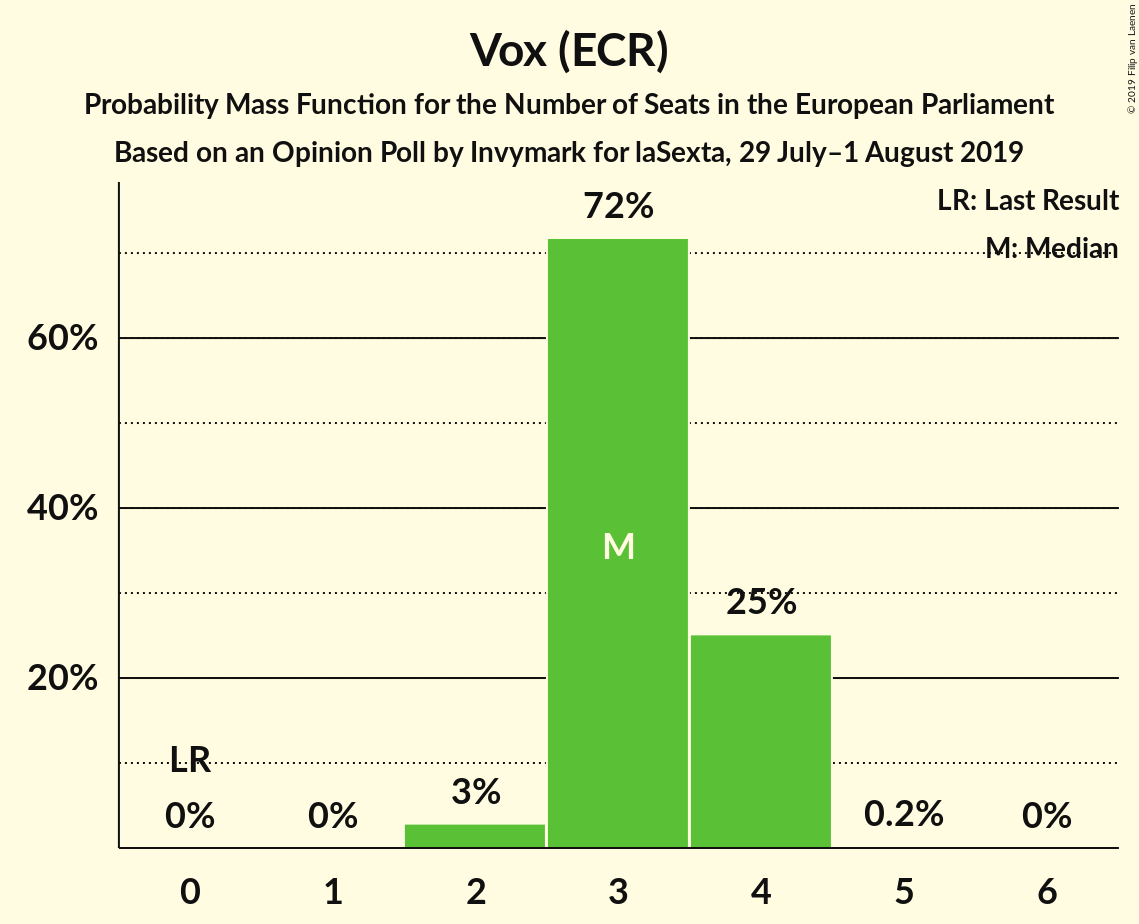 Vox (ECR)
Probability Mass Function for the Number of Seats in the European Parliament
Based on an Opinion Poll by Invymark for laSexta, 29 July–1 August 2019
© 2019 Filip van Laenen
LR: Last Result
M: Median
72%
60%
40%
M
25%
20%
LR
0%
0%
3%
0.2%
0%
0 1 2 3 4 5 6